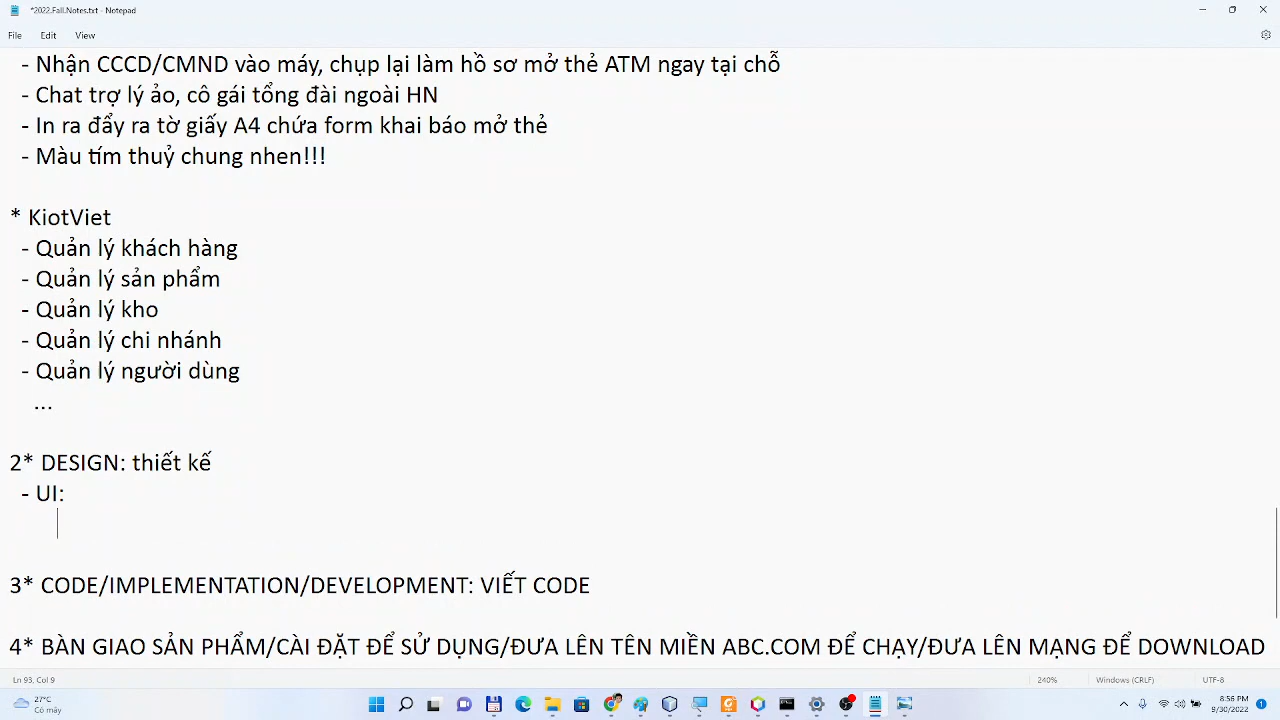 *2022.Fall.Notes.txt - Notepad
File Edit View
- Nhận CCCD/CMND vào máy, chụp lại làm hồ sơ mở thẻ ATM ngay tại chỗ
- Chat trợ lý ảo, cô gái tổng đài ngoài HN
- In ra đẩy ra tờ giấy A4 chứa form khai báo mở thẻ
- Màu tím thuỷ chung nhen!!!
* KiotViet
- Quản lý khách hàng
- Quản lý sản phẩm
- Quản lý kho
- Quản lý chi nhánh
- Quản lý người dùng
...
2* DESIGN: thiết kế
- UI:
3* CODE/IMPLEMENTATION/DEVELOPMENT: VIẾT CODE
4* BÀN GIAO SẢN PHẨM/CÀI ĐẶT ĐỂ SỬ DỤNG/ĐƯA LÊN TÊN MIỀN ABC.COM ĐỂ CHẠY/ĐƯA LÊN MẠNG ĐỂ DOWNLOAD
Ln 93, Col 9 240% Windows (CRLF) UTF-8
27°C
Có mây
8:56 PM
9/30/2022